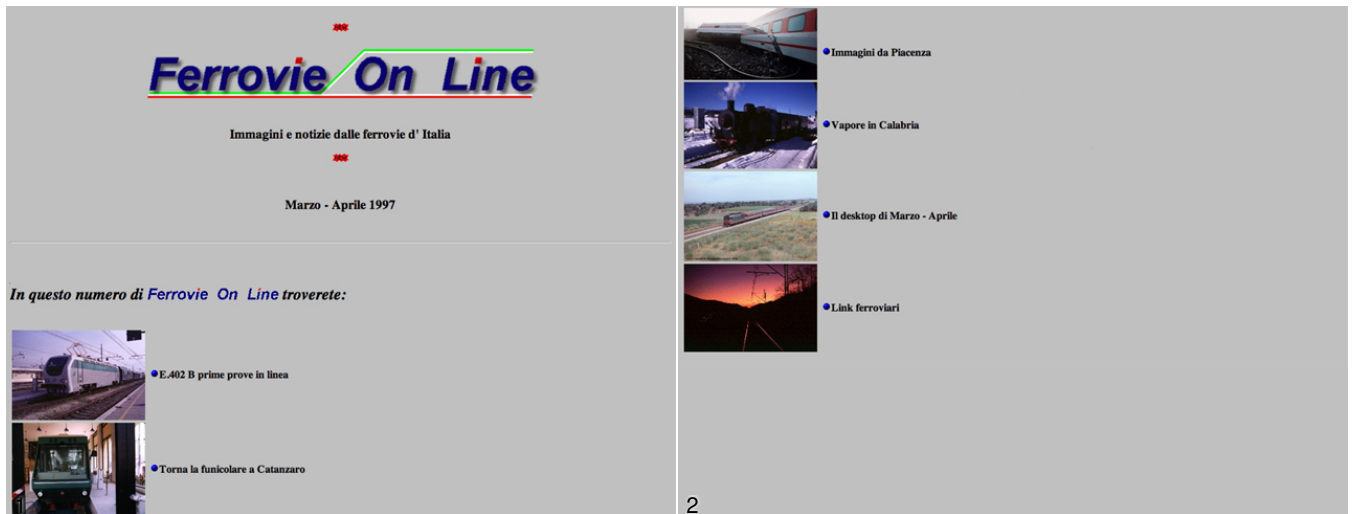 Ferrovie On Line
Immagini e notizie dalle ferrovie d' Italia
Marzo - Aprile 1997
In questo numero di Ferrovie On Line troverete:
E.402 B prime prove in linea
Torna la funicolare a Catanzaro
Immagini da Piacenza
Vapore in Calabria
Il desktop di Marzo - Aprile
Link ferroviari
2